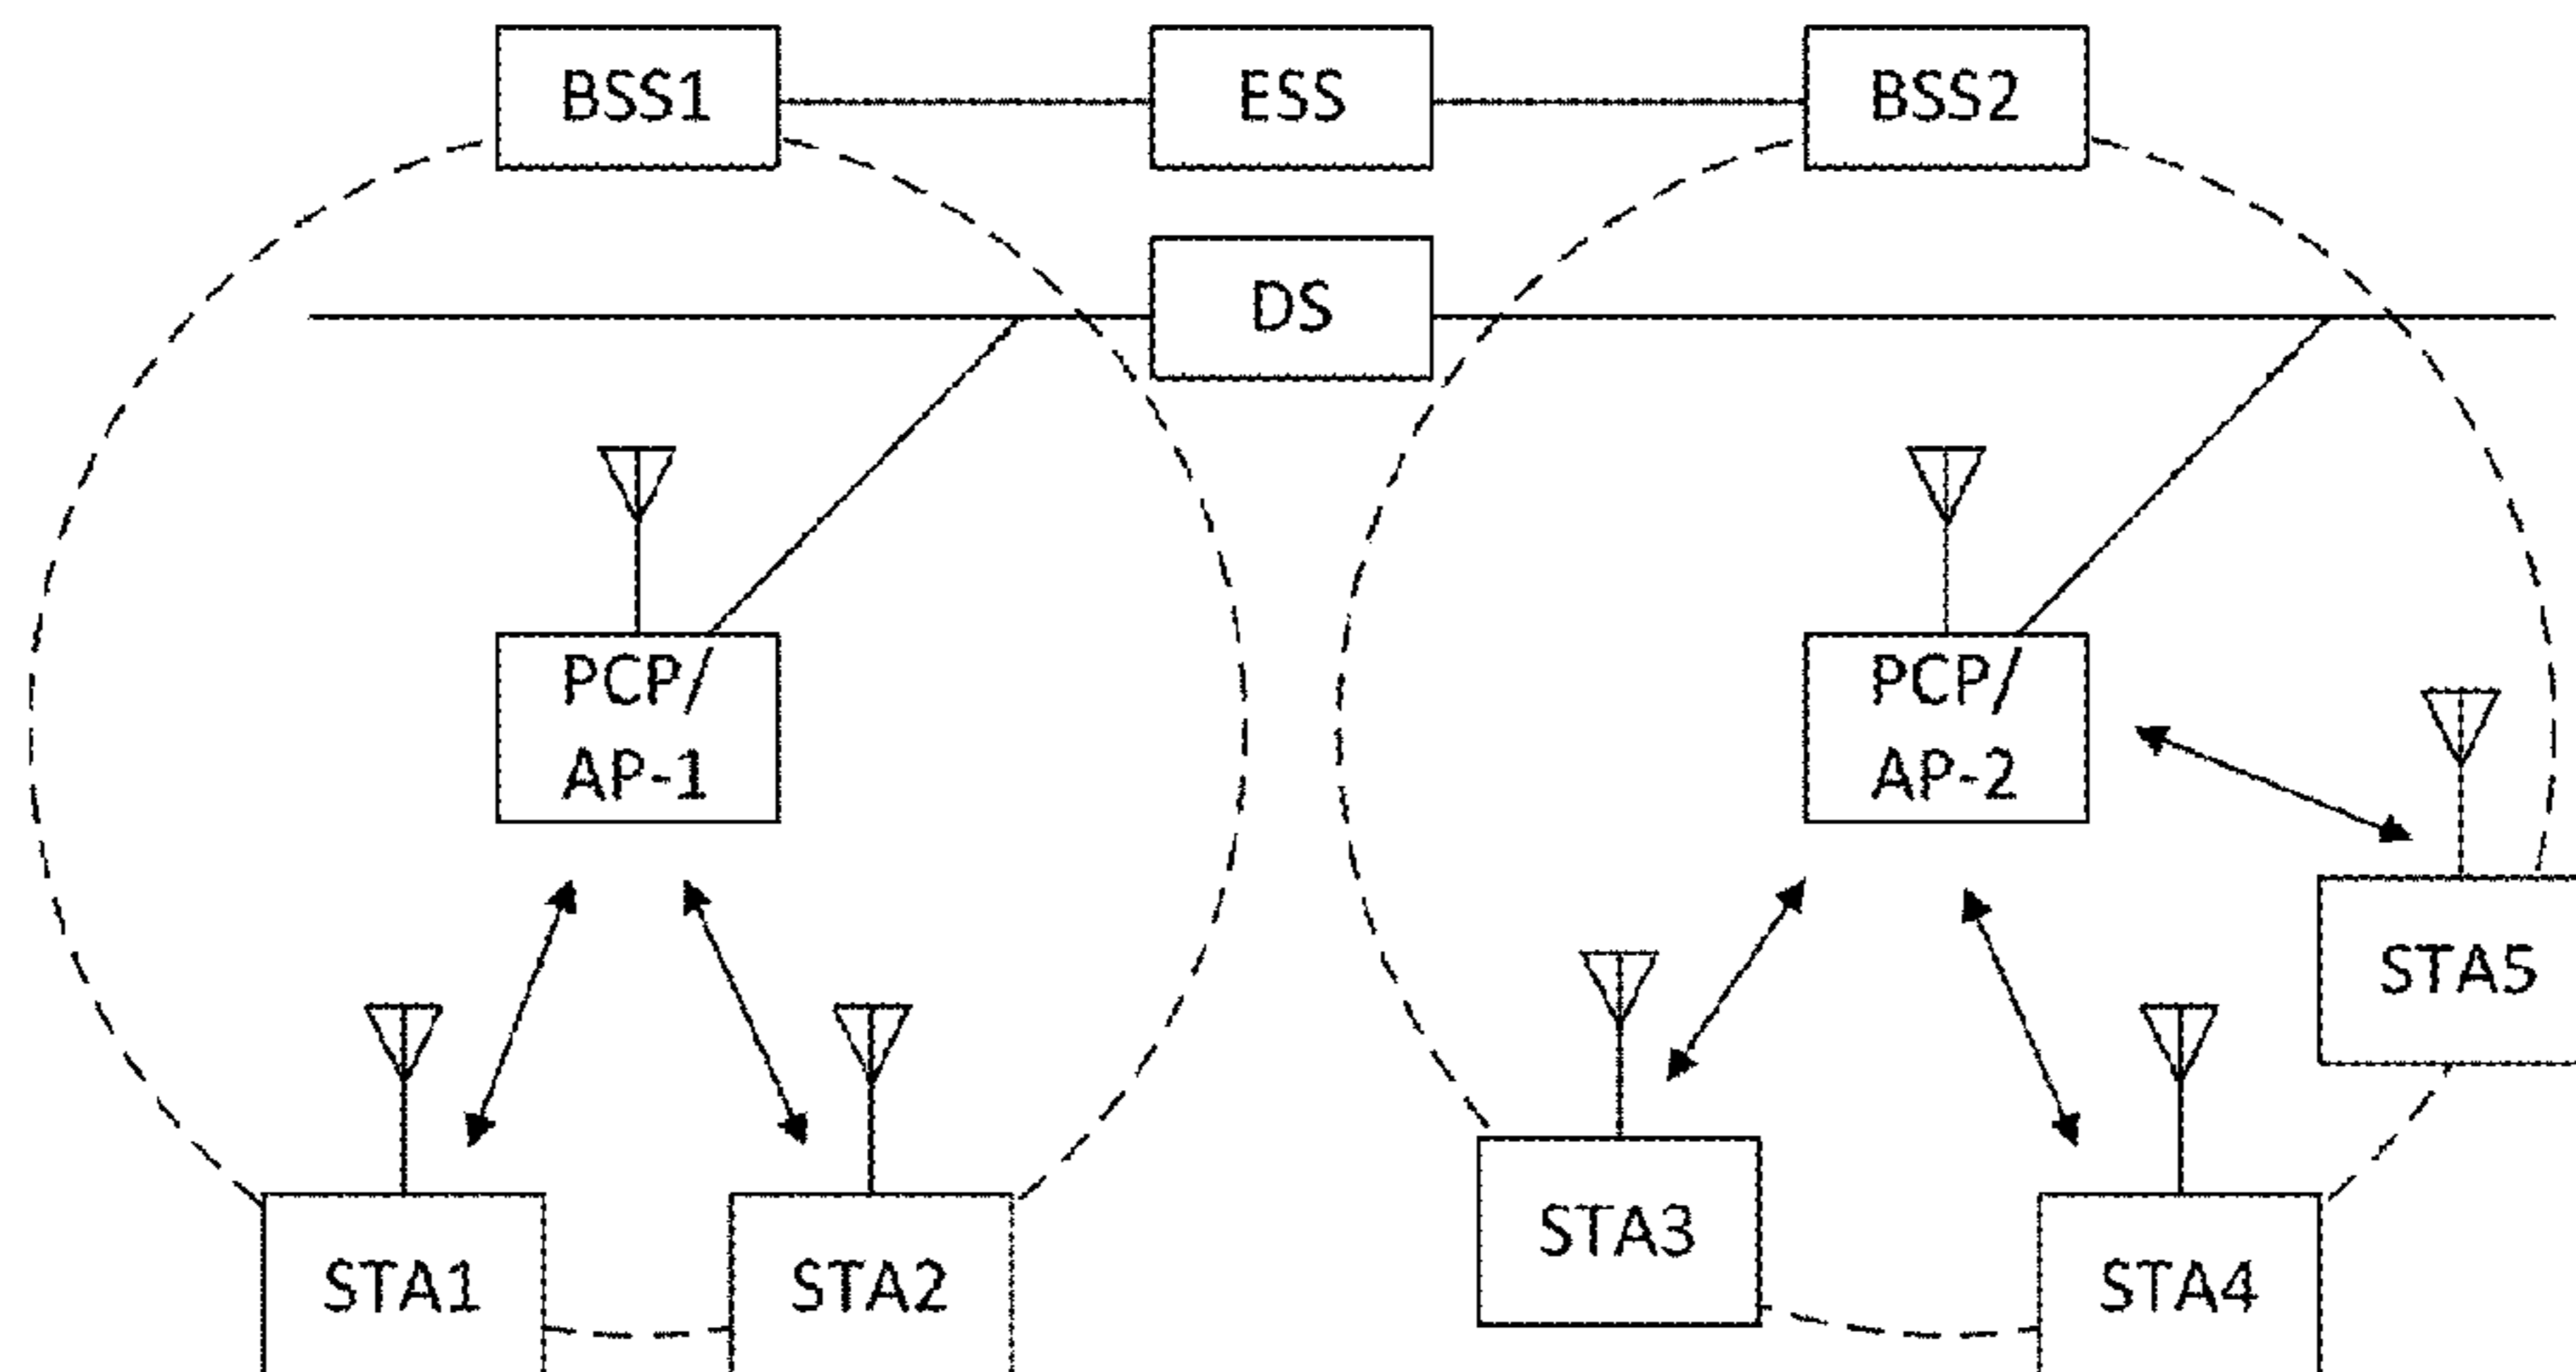 BSS1
ESS
BSS2
DS
PCP/
AP-1
PCP/
AP-2
STA5
STA3
STA1
STA2
STA4